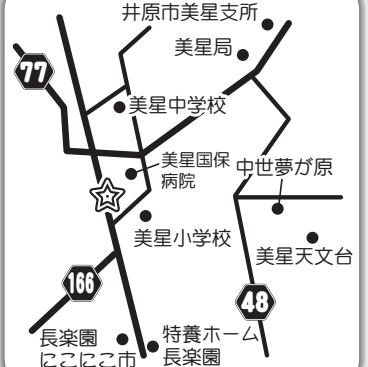 井原市美星支所
美星局
77
美星中学校
美星国保
病院
中世夢が原
美星小学校
美星天文台
166
48
長楽園
にこにこ市
特養ホーム
長楽園